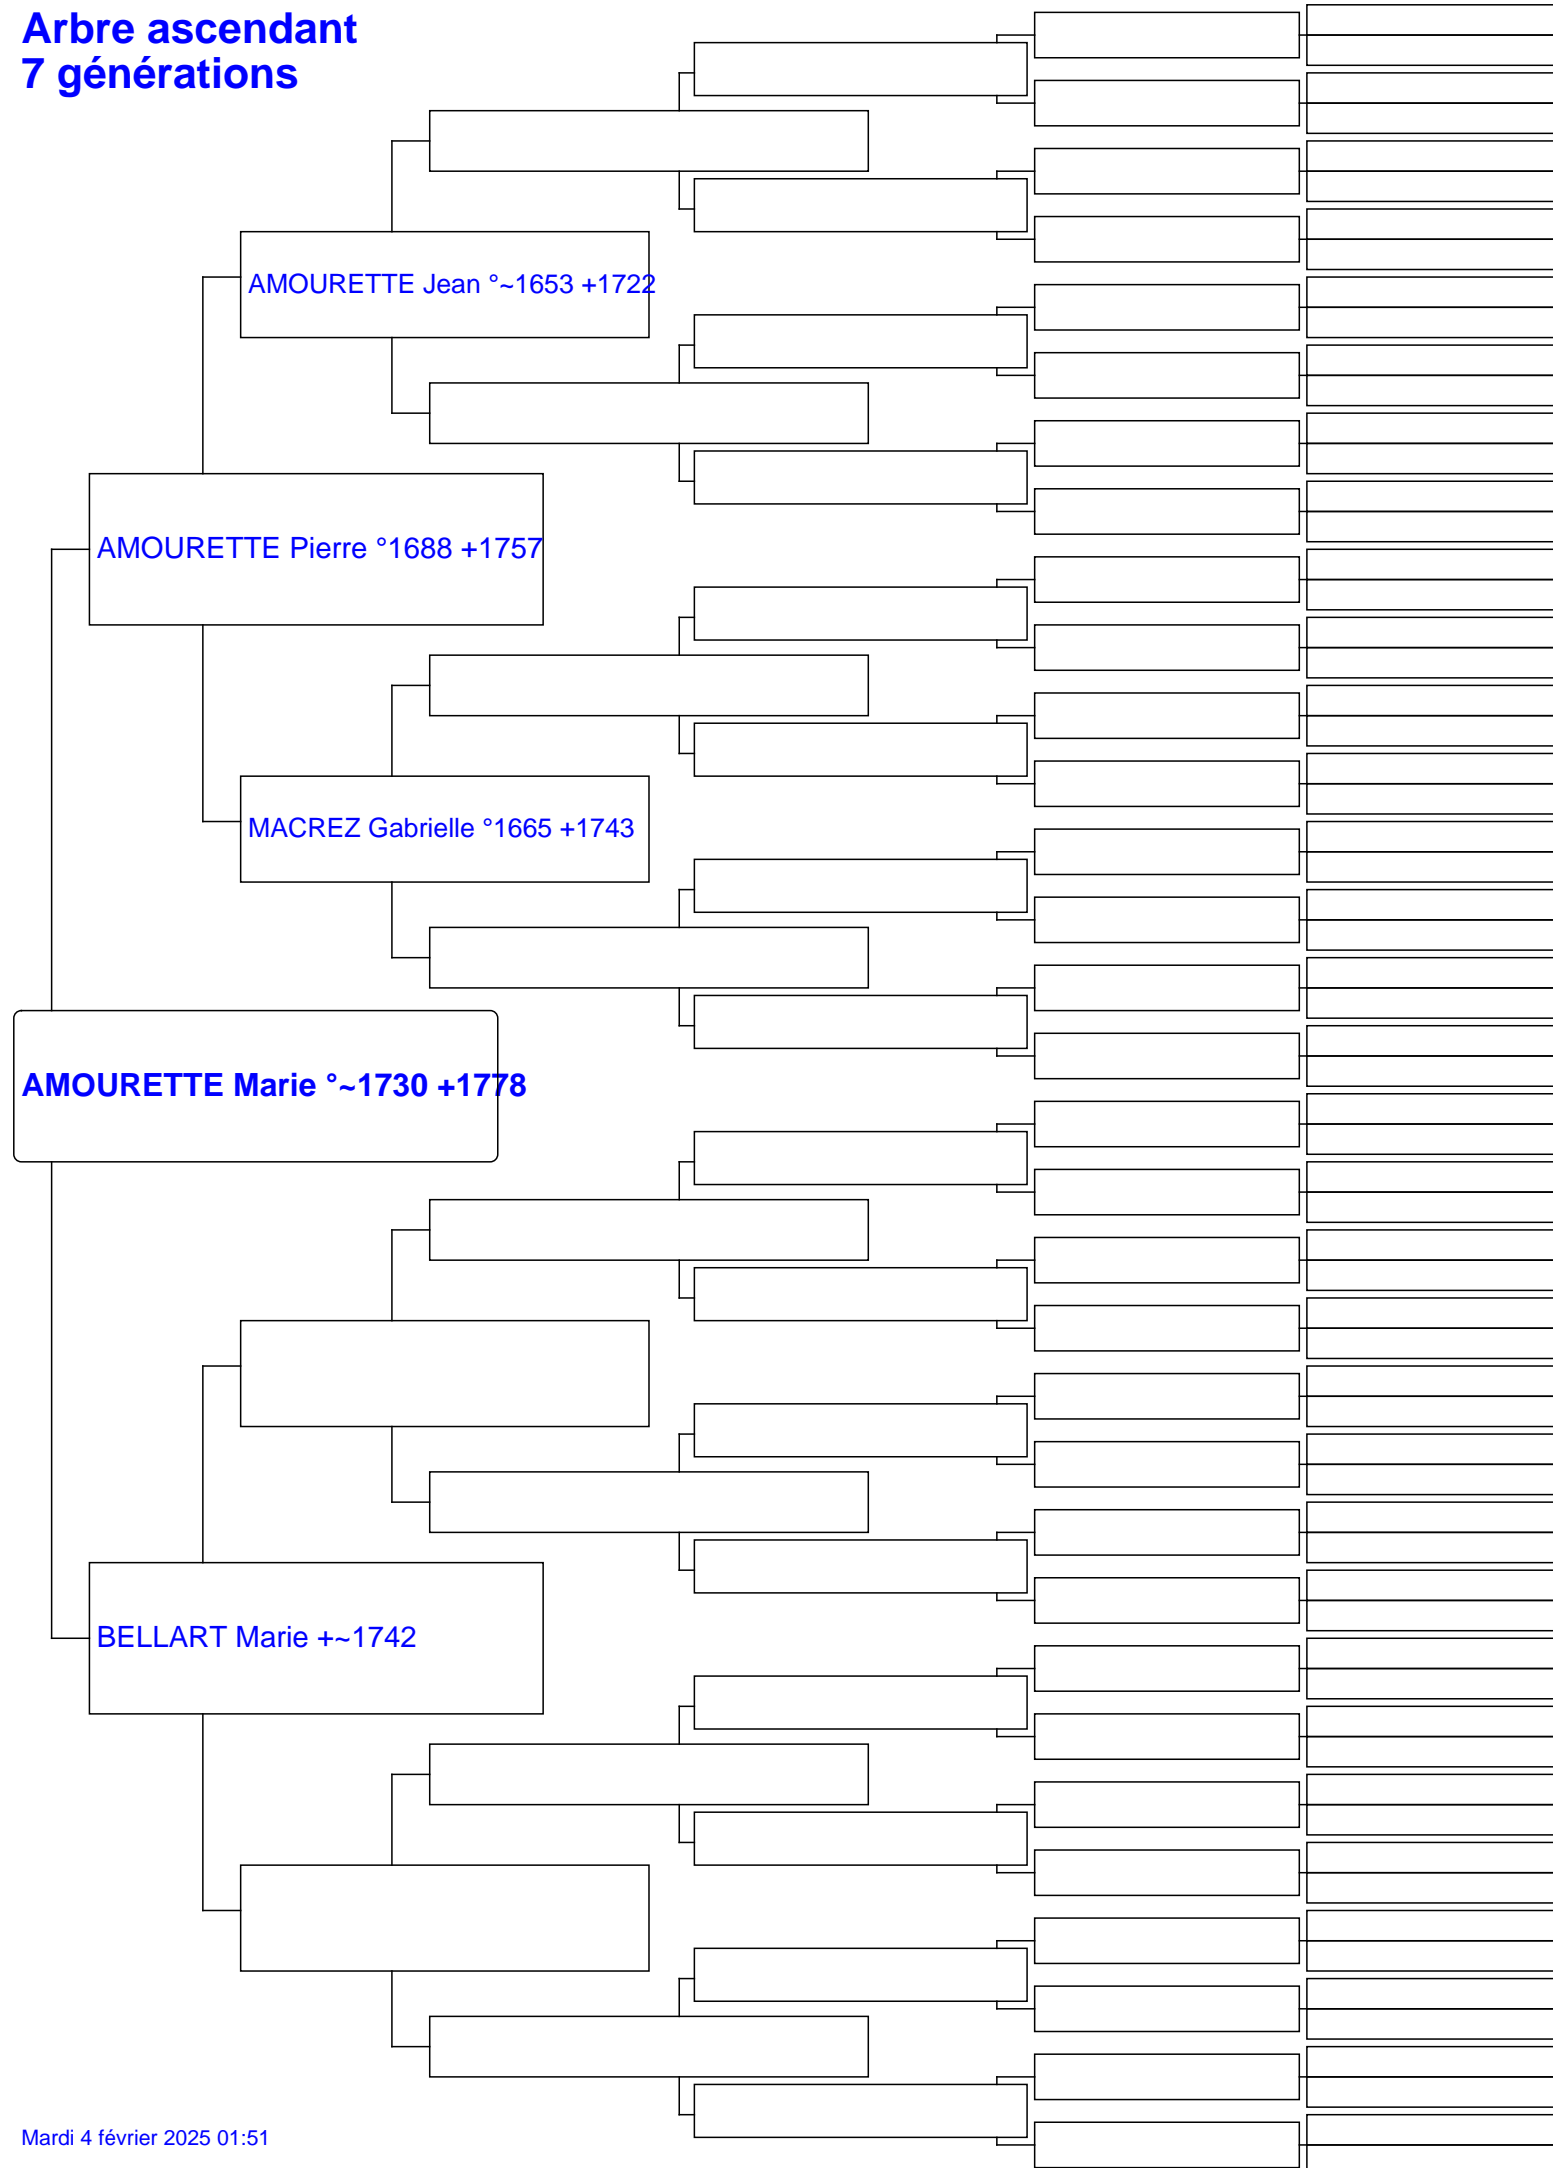 Arbre ascendant
7 générations
AMOURETTE Jean °~1653 +1722
AMOURETTE Pierre °1688 +1757
MACREZ Gabrielle °1665 +1743
AMOURETTE Marie °~1730 +1778
BELLART Marie +~1742
Mardi 4 février 2025 01:51